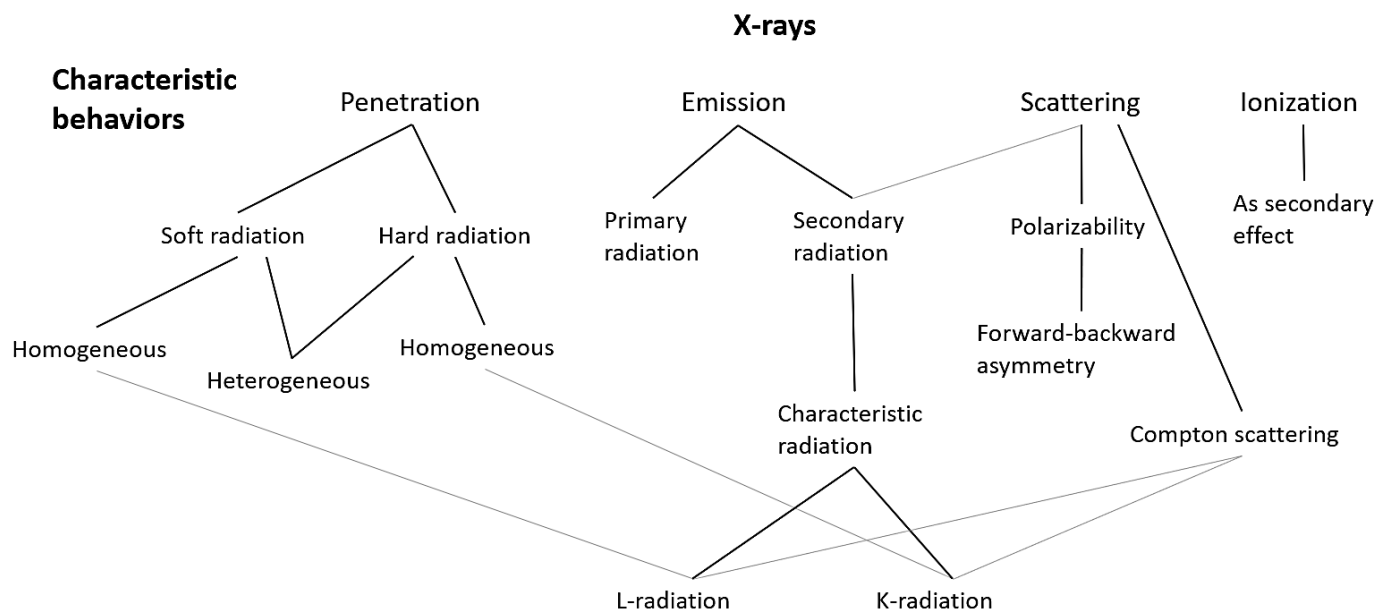 X-rays
Characteristic
behaviors
Penetration
Emission
Scattering
Ionization
Soft radiation
Hard radiation
Primary
radiation
Secondary
radiation
Polarizability
As secondary
effect
Homogeneous
Heterogeneous
Homogeneous
Forward-backward
asymmetry
Characteristic
radiation
Compton scattering
L-radiation
K-radiation